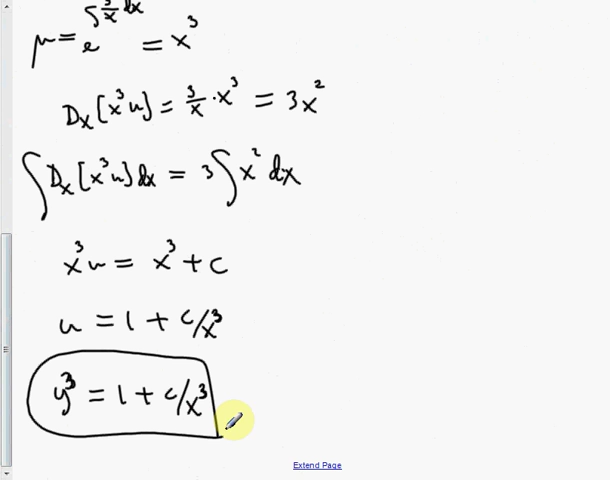 μ = e^∫3/x dx = x³
Dx[x³u] = 3/x · x³ = 3x²
∫Dx[x³u]dx = 3∫x² dx
x³u = x³ + c
u = 1 + c/x³
y³ = 1 + c/x³
Extend Page